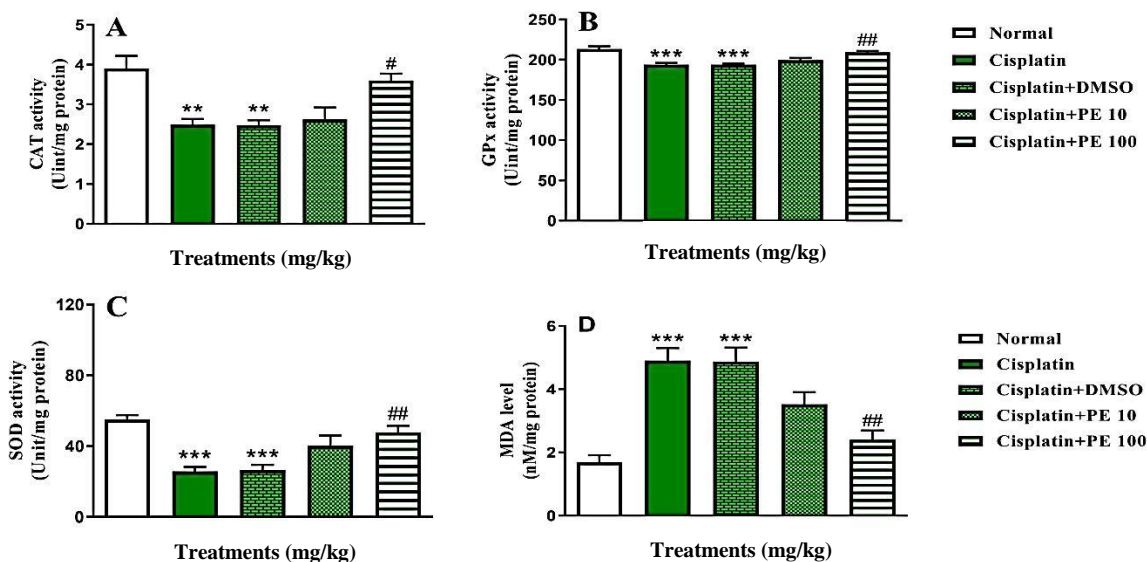 A
CAT activity
(Uint/mg protein)
5
4
3
2
1
0
** ** #
Treatments (mg/kg)
B
GPx activity
(Uint/mg protein)
250
200
150
100
50
0
*** *** ##
Treatments (mg/kg)
Normal
Cisplatin
Cisplatin+DMSO
Cisplatin+PE 10
Cisplatin+PE 100
C
SOD activity
(Unit/mg protein)
120
80
40
0
*** *** ##
Treatments (mg/kg)
D
MDA level
(nM/mg protein)
6
4
2
0
*** *** ##
Treatments (mg/kg)
Normal
Cisplatin
Cisplatin+DMSO
Cisplatin+PE 10
Cisplatin+PE 100